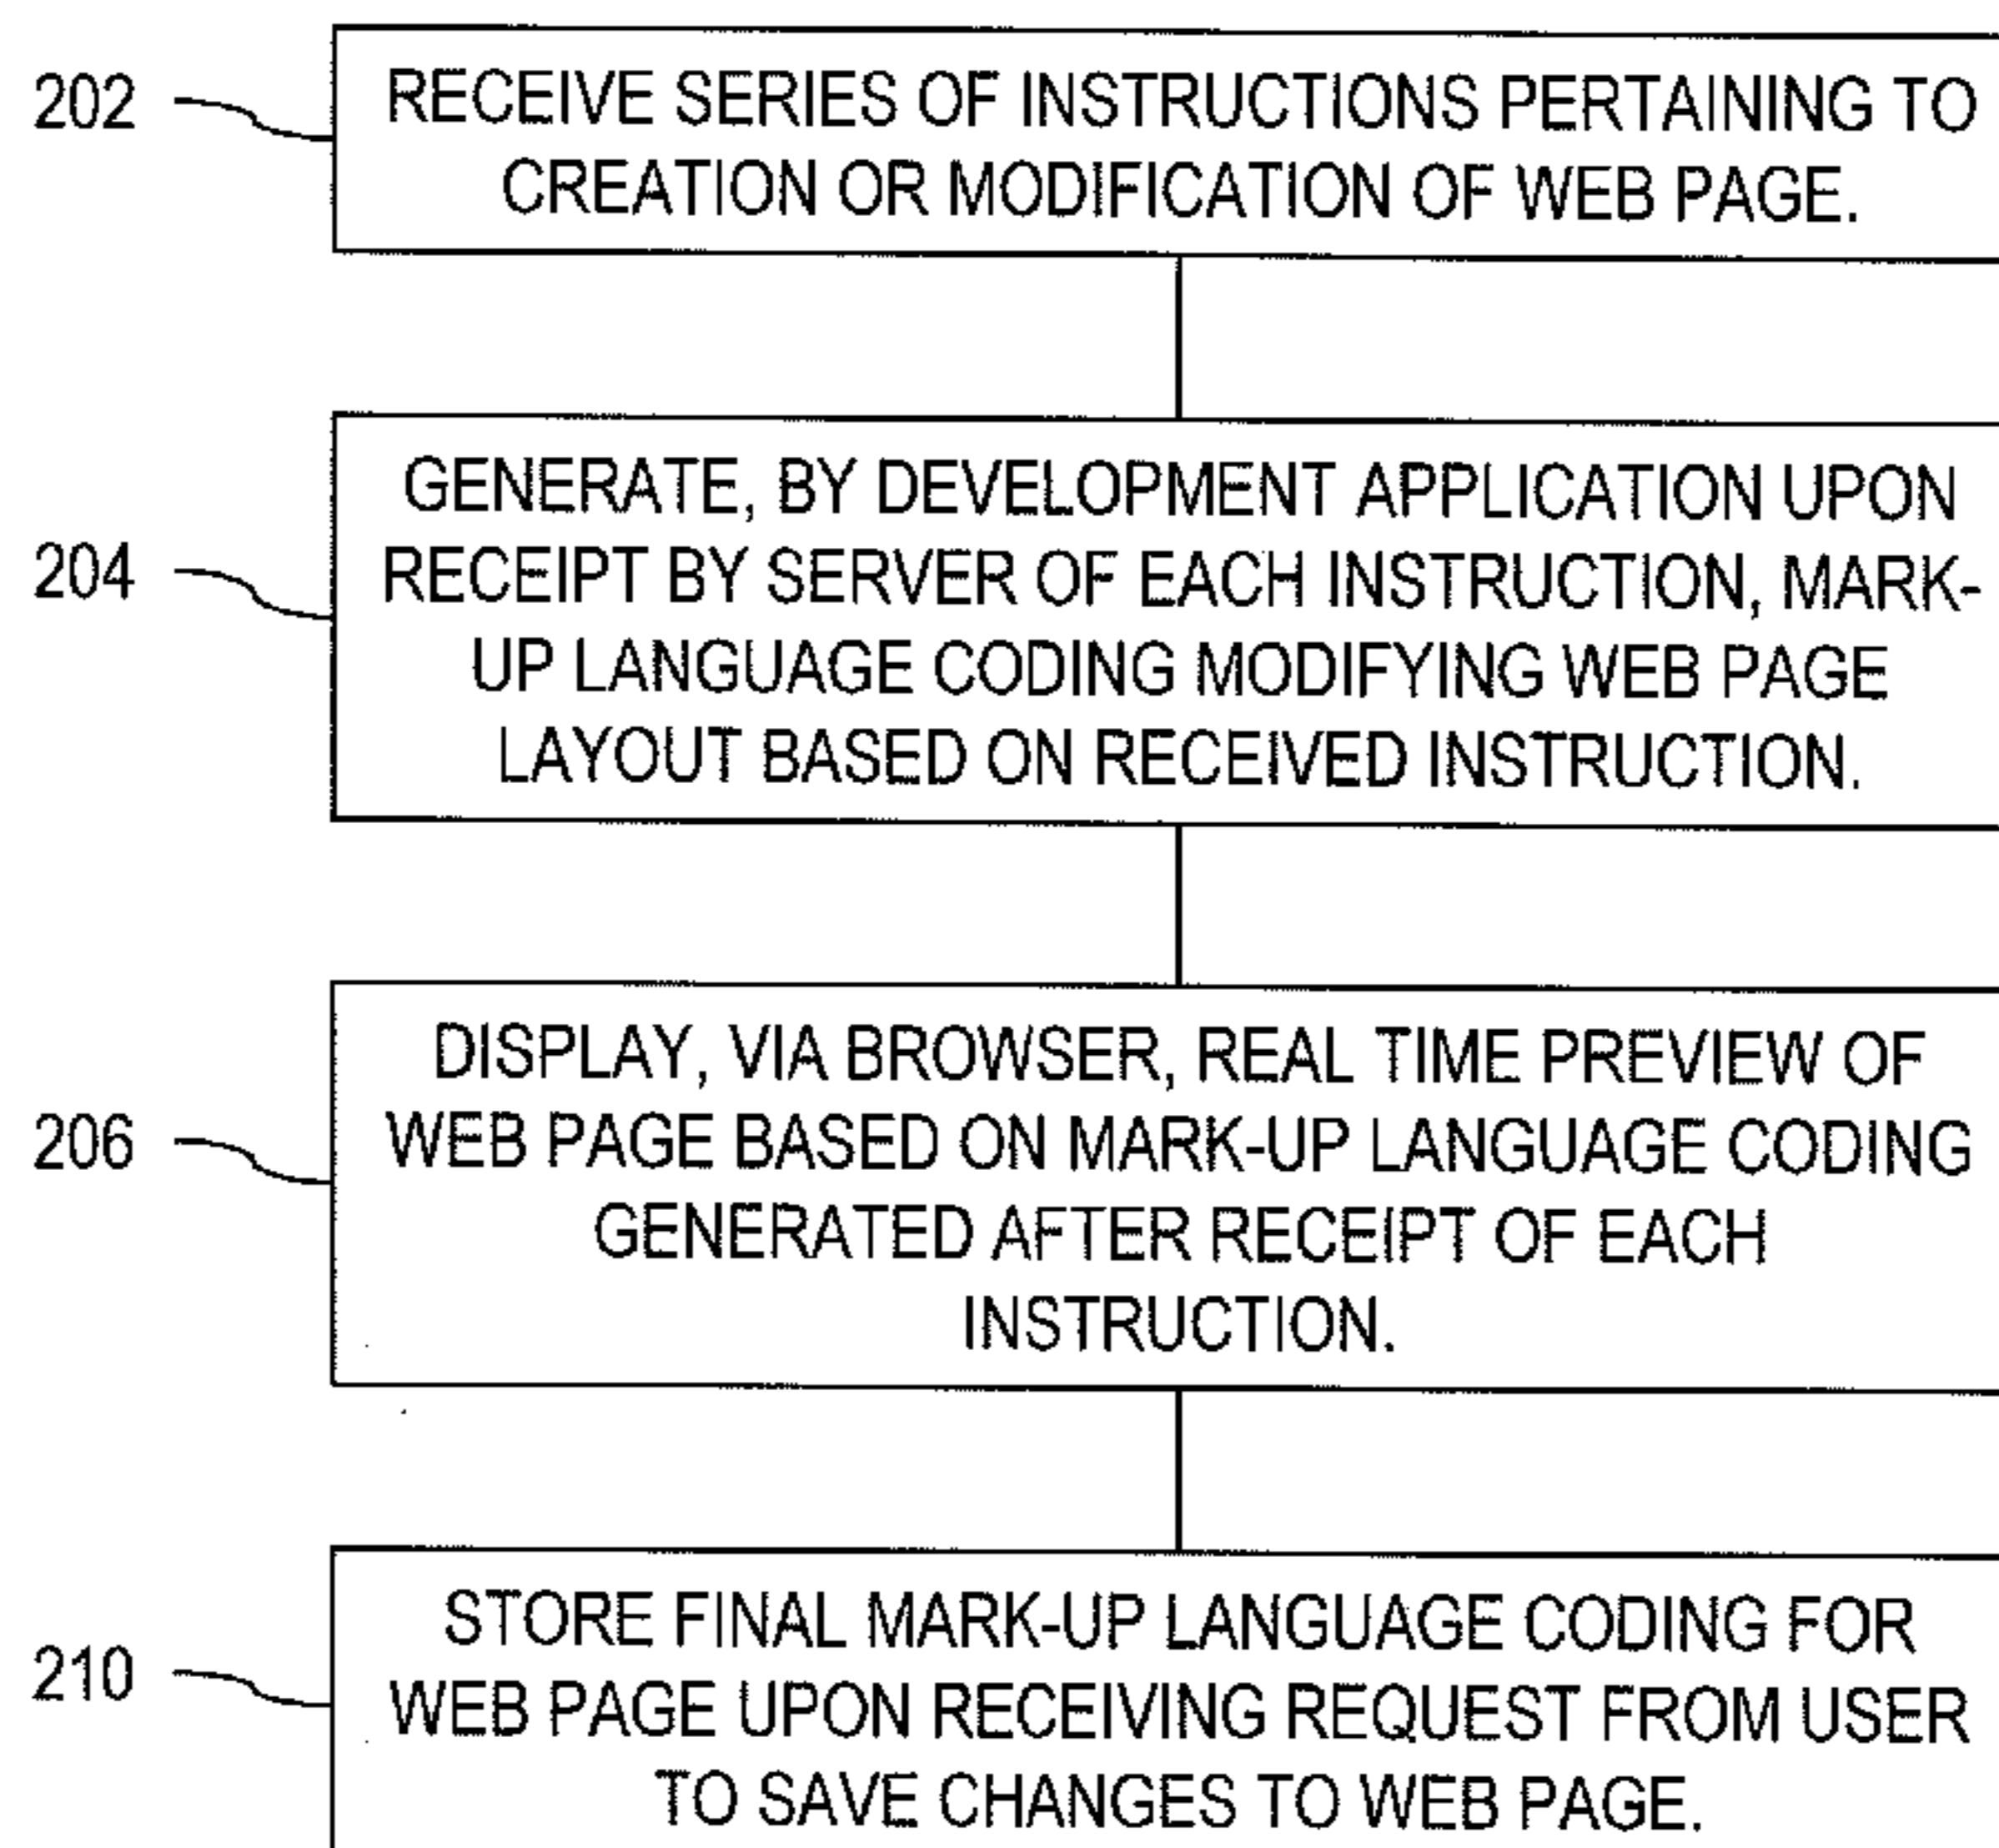 202
RECEIVE SERIES OF INSTRUCTIONS PERTAINING TO
CREATION OR MODIFICATION OF WEB PAGE.
204
GENERATE, BY DEVELOPMENT APPLICATION UPON
RECEIPT BY SERVER OF EACH INSTRUCTION, MARK-
UP LANGUAGE CODING MODIFYING WEB PAGE
LAYOUT BASED ON RECEIVED INSTRUCTION.
206
DISPLAY, VIA BROWSER, REAL TIME PREVIEW OF
WEB PAGE BASED ON MARK-UP LANGUAGE CODING
GENERATED AFTER RECEIPT OF EACH
INSTRUCTION.
210
STORE FINAL MARK-UP LANGUAGE CODING FOR
WEB PAGE UPON RECEIVING REQUEST FROM USER
TO SAVE CHANGES TO WEB PAGE.